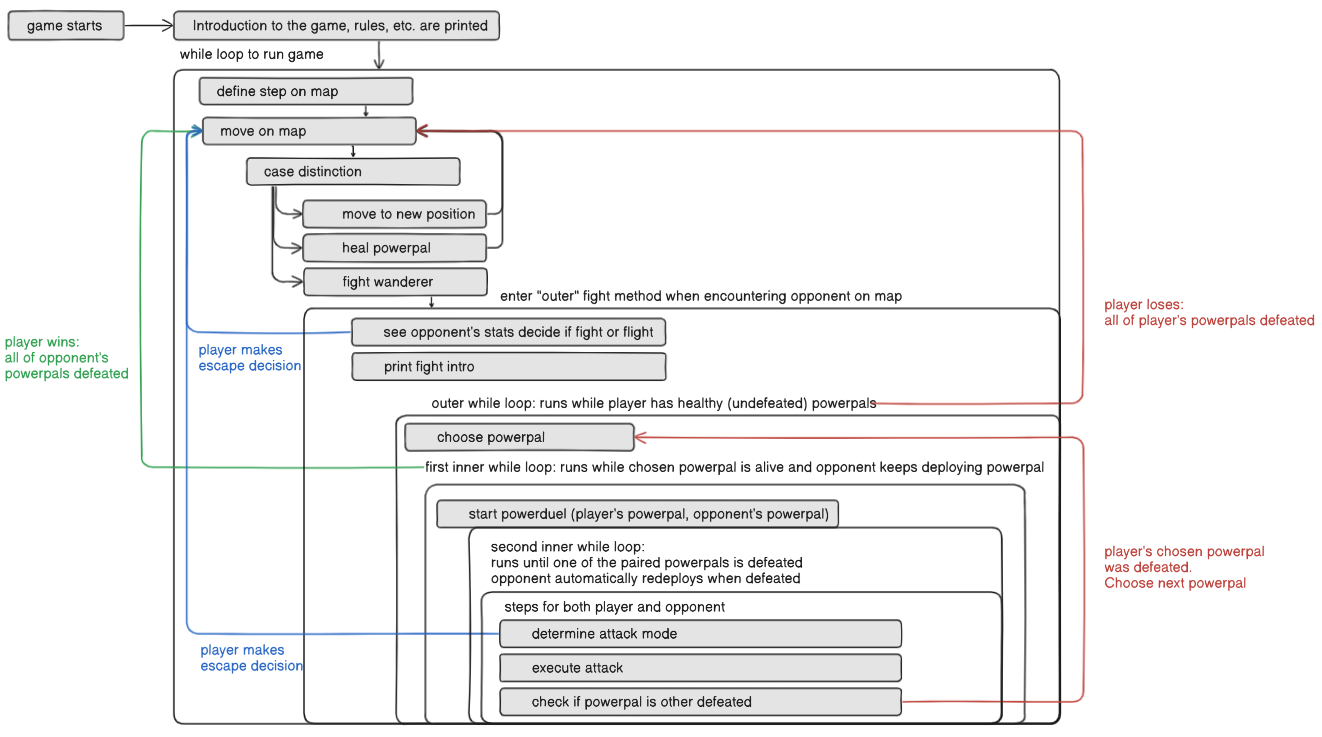 game starts
Introduction to the game, rules, etc. are printed
while loop to run game
define step on map
move on map
case distinction
move to new position
heal powerpal
fight wanderer
enter "outer" fight method when encountering opponent on map
see opponent's stats decide if fight or flight
player makes
escape decision
print fight intro
player wins:
all of opponent's
powerpals defeated
player loses:
all of player's powerpals defeated
outer while loop: runs while player has healthy (undefeated) powerpals
choose powerpal
first inner while loop: runs while chosen powerpal is alive and opponent keeps deploying powerpal
start powerduel (player's powerpal, opponent's powerpal)
second inner while loop:
runs until one of the paired powerpals is defeated
opponent automatically redeploys when defeated
player's chosen powerpal
was defeated.
Choose next powerpal
steps for both player and opponent
determine attack mode
player makes
escape decision
execute attack
check if powerpal is other defeated